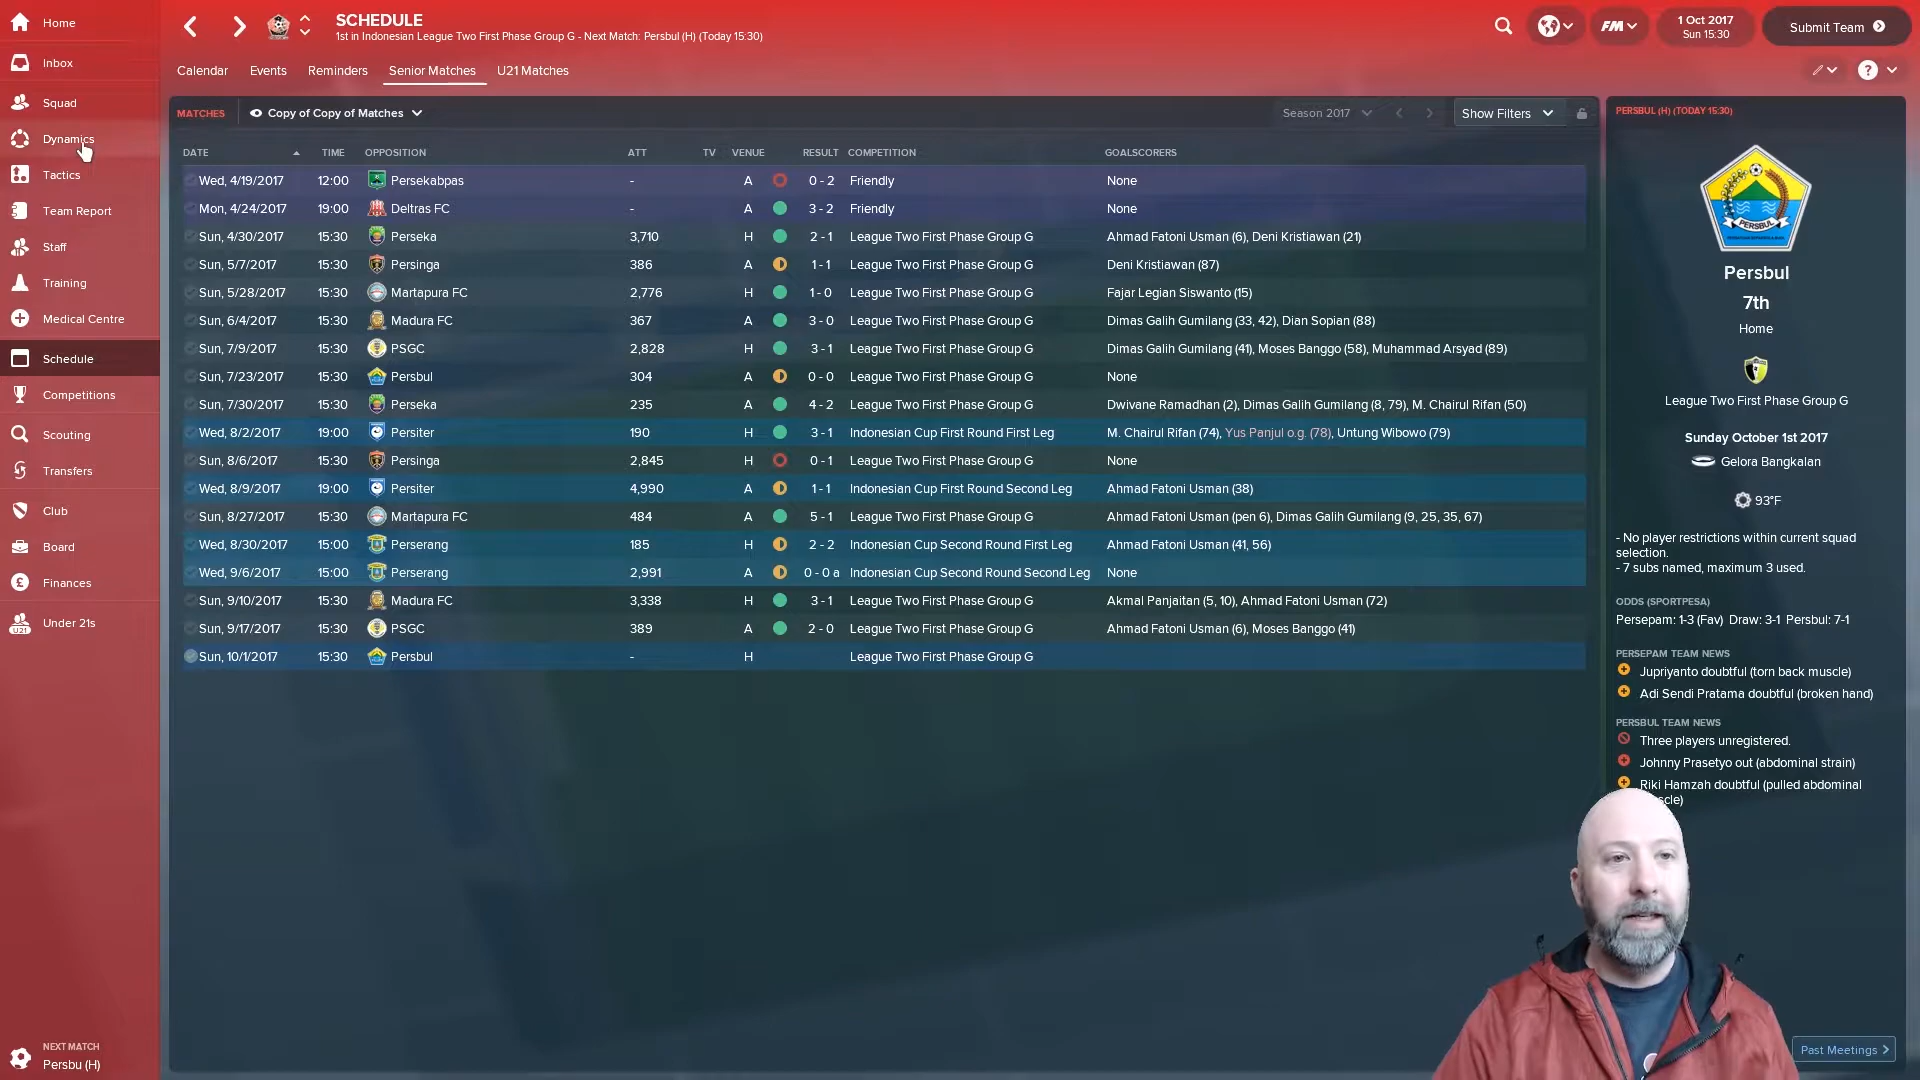 Home
Inbox
Squad
Dynamics
Tactics
Team Report
Staff
Training
Medical Centre
Schedule
Competitions
Scouting
Transfers
Club
Board
Finances
U21
Under 21s
NEXT MATCH
Persbu (H)
SCHEDULE
1st in Indonesian League Two First Phase Group G - Next Match: Persbul (H) (Today 15:30)
FM
1 Oct 2017
Sun 15:30
Submit Team
Calendar Events Reminders Senior Matches U21 Matches
?
MATCHES Copy of Copy of Matches Season 2017 Show Filters
DATE TIME OPPOSITION ATT TV VENUE RESULT COMPETITION GOALSCORERS
Wed, 4/19/2017 12:00 Persekabpas - A 0 - 2 Friendly None
Mon, 4/24/2017 19:00 Deltras FC - A 3 - 2 Friendly None
Sun, 4/30/2017 15:30 Perseka 3,710 H 2 - 1 League Two First Phase Group G Ahmad Fatoni Usman (6), Deni Kristiawan (21)
Sun, 5/7/2017 15:30 Persinga 386 A 1 - 1 League Two First Phase Group G Deni Kristiawan (87)
Sun, 5/28/2017 15:30 Martapura FC 2,776 H 1 - 0 League Two First Phase Group G Fajar Legian Siswanto (15)
Sun, 6/4/2017 15:30 Madura FC 367 A 3 - 0 League Two First Phase Group G Dimas Galih Gumilang (33, 42), Dian Sopian (88)
Sun, 7/9/2017 15:30 PSGC 2,828 H 3 - 1 League Two First Phase Group G Dimas Galih Gumilang (41), Moses Banggo (58), Muhammad Arsyad (89)
Sun, 7/23/2017 15:30 Persbul 304 A 0 - 0 League Two First Phase Group G None
Sun, 7/30/2017 15:30 Perseka 235 A 4 - 2 League Two First Phase Group G Dwivane Ramadhan (2), Dimas Galih Gumilang (8, 79), M. Chairul Rifan (50)
Wed, 8/2/2017 19:00 Persiter 190 H 3 - 1 Indonesian Cup First Round First Leg M. Chairul Rifan (74), Yus Panjul o.g. (78), Untung Wibowo (79)
Sun, 8/6/2017 15:30 Persinga 2,845 H 0 - 1 League Two First Phase Group G None
Wed, 8/9/2017 19:00 Persiter 4,990 A 1 - 1 Indonesian Cup First Round Second Leg Ahmad Fatoni Usman (38)
Sun, 8/27/2017 15:30 Martapura FC 484 A 5 - 1 League Two First Phase Group G Ahmad Fatoni Usman (pen 6), Dimas Galih Gumilang (9, 25, 35, 67)
Wed, 8/30/2017 15:00 Perserang 185 H 2 - 2 Indonesian Cup Second Round First Leg Ahmad Fatoni Usman (41, 56)
Wed, 9/6/2017 15:00 Perserang 2,991 A 0 - 0 a Indonesian Cup Second Round Second Leg None
Sun, 9/10/2017 15:30 Madura FC 3,338 H 3 - 1 League Two First Phase Group G Akmal Panjaitan (5, 10), Ahmad Fatoni Usman (72)
Sun, 9/17/2017 15:30 PSGC 389 A 2 - 0 League Two First Phase Group G Ahmad Fatoni Usman (6), Moses Banggo (41)
Sun, 10/1/2017 15:30 Persbul - H League Two First Phase Group G
PERSBUL (H) (TODAY 15:30)
PERSBUL
Persbul
7th
Home
League Two First Phase Group G
Sunday October 1st 2017
Gelora Bangkalan
93°F
- No player restrictions within current squad
selection.
- 7 subs named, maximum 3 used.
ODDS (SPORTPESA)
Persepam: 1-3 (Fav) Draw: 3-1 Persbul: 7-1
PERSEPAM TEAM NEWS
Jupriyanto doubtful (torn back muscle)
Adi Sendi Pratama doubtful (broken hand)
PERSBUL TEAM NEWS
Three players unregistered.
Johnny Prasetyo out (abdominal strain)
Riki Hamzah doubtful (pulled abdominal
Past Meetings